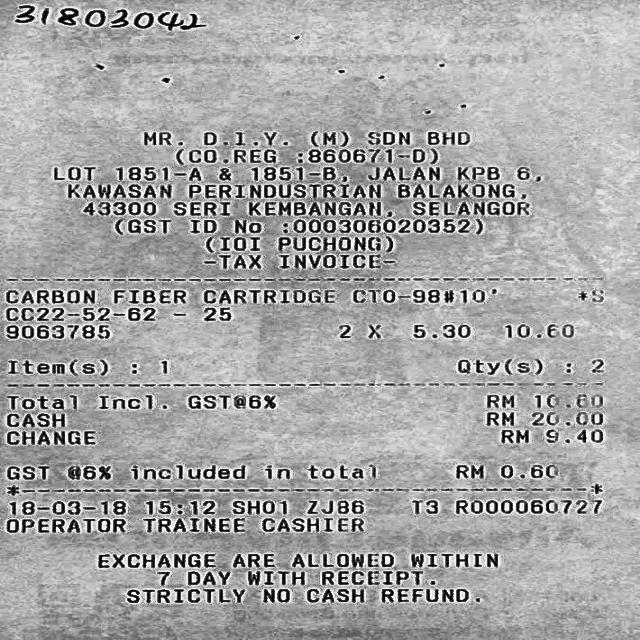 31802042
MR. D.I.Y. (M) SDN BHD
(CO.REG :860671-D)
LOT 1851-A & 1851-B, JALAN KPB 6,
KAWASAN PERINDUSTRIAN BALAKONG,
43300 SERI KEMBANGAN, SELANGOR
(GST ID No :000306020352)
(IOI PUCHONG)
-TAX INVOICE-
CARBON FIBER CARTRIDGE CTO-98#10' *S
CC22-52-62 - 25
9063785 2 X 5.30 10.60
Item(s) : 1 Qty(s) : 2
Total Incl. GST@6% RM 10.60
CASH RM 20.00
CHANGE RM 9.40
GST @6% included in total RM 0.60
18-03-18 15:12 SH01 ZJ86 T3 R000060727
OPERATOR TRAINEE CASHIER
EXCHANGE ARE ALLOWED WITHIN
7 DAY WITH RECEIPT.
STRICTLY NO CASH REFUND.